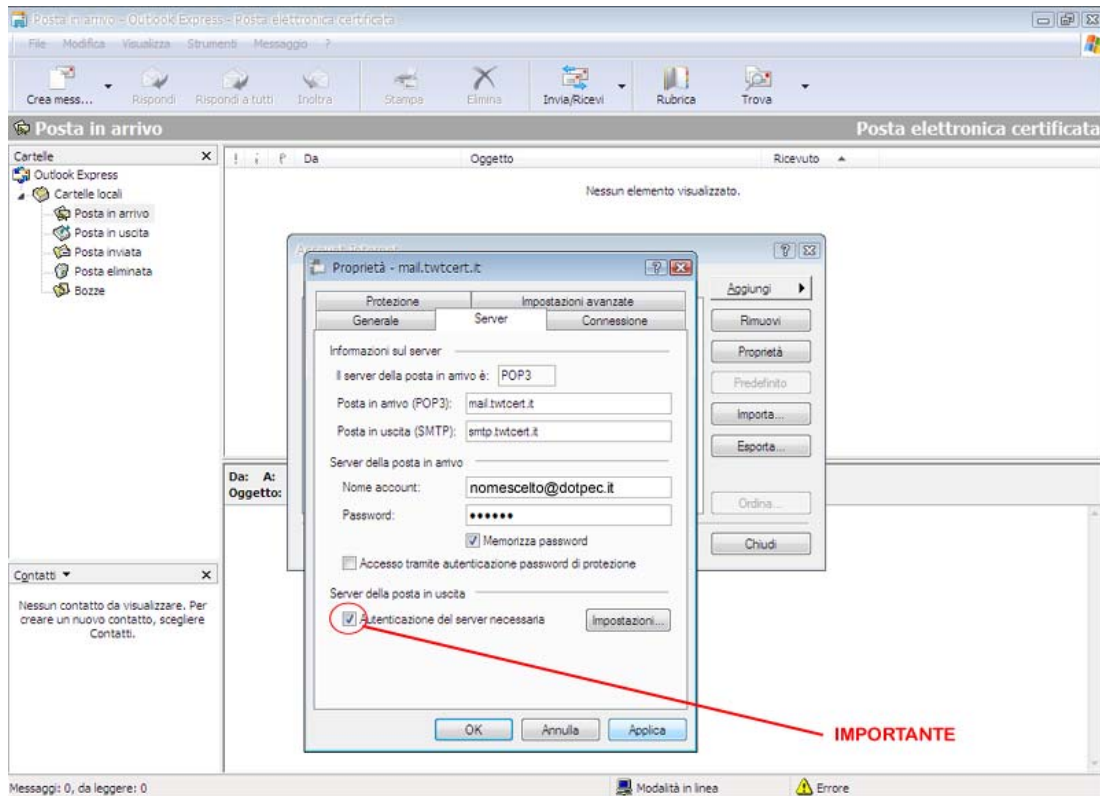 Posta in arrivo - Outlook Express - Posta elettronica certificata
File Modifica Visualizza Strumenti Messaggio ?
Crea mess... Rispondi Rispondi a tutti Inoltra Stampa Elimina Invia/Ricevi Rubrica Trova
Posta in arrivo Posta elettronica certificata
Cartelle
Outlook Express
Cartelle locali
Posta in arrivo
Posta in uscita
Posta inviata
Posta eliminata
Bozze
Contatti
Nessun contatto da visualizzare. Per
creare un nuovo contatto, scegliere
Contatti.
! Da Oggetto Ricevuto
Nessun elemento visualizzato.
Da: A:
Oggetto:
Account Internet
Aggiungi
Rimuovi
Proprietà
Predefinito
Importa...
Esporta...
Ordina...
Chiudi
Proprietà - mail.twtcert.it
Protezione Impostazioni avanzate
Generale Server Connessione
Informazioni sul server
Il server della posta in arrivo è: POP3
Posta in arrivo (POP3): mail.twtcert.it
Posta in uscita (SMTP): smtp.twtcert.it
Server della posta in arrivo
Nome account: nomescelto@dotpec.it
Password: ••••••
Memorizza password
Accesso tramite autenticazione password di protezione
Server della posta in uscita
Autenticazione del server necessaria Impostazioni...
OK Annulla Applica
IMPORTANTE
Messaggi: 0, da leggere: 0 Modalità in linea Errore